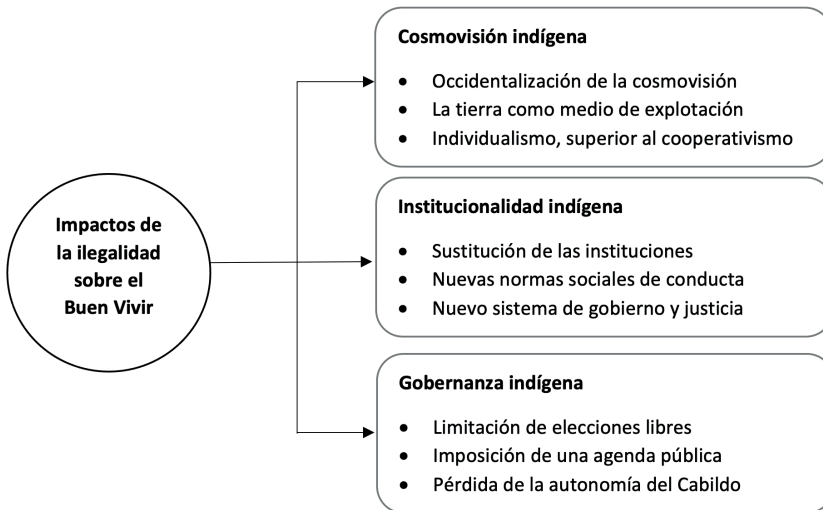 Impactos de
la ilegalidad
sobre el
Buen Vivir
Cosmovisión indígena
• Occidentalización de la cosmovisión
• La tierra como medio de explotación
• Individualismo, superior al cooperativismo
Institucionalidad indígena
• Sustitución de las instituciones
• Nuevas normas sociales de conducta
• Nuevo sistema de gobierno y justicia
Gobernanza indígena
• Limitación de elecciones libres
• Imposición de una agenda pública
• Pérdida de la autonomía del Cabildo